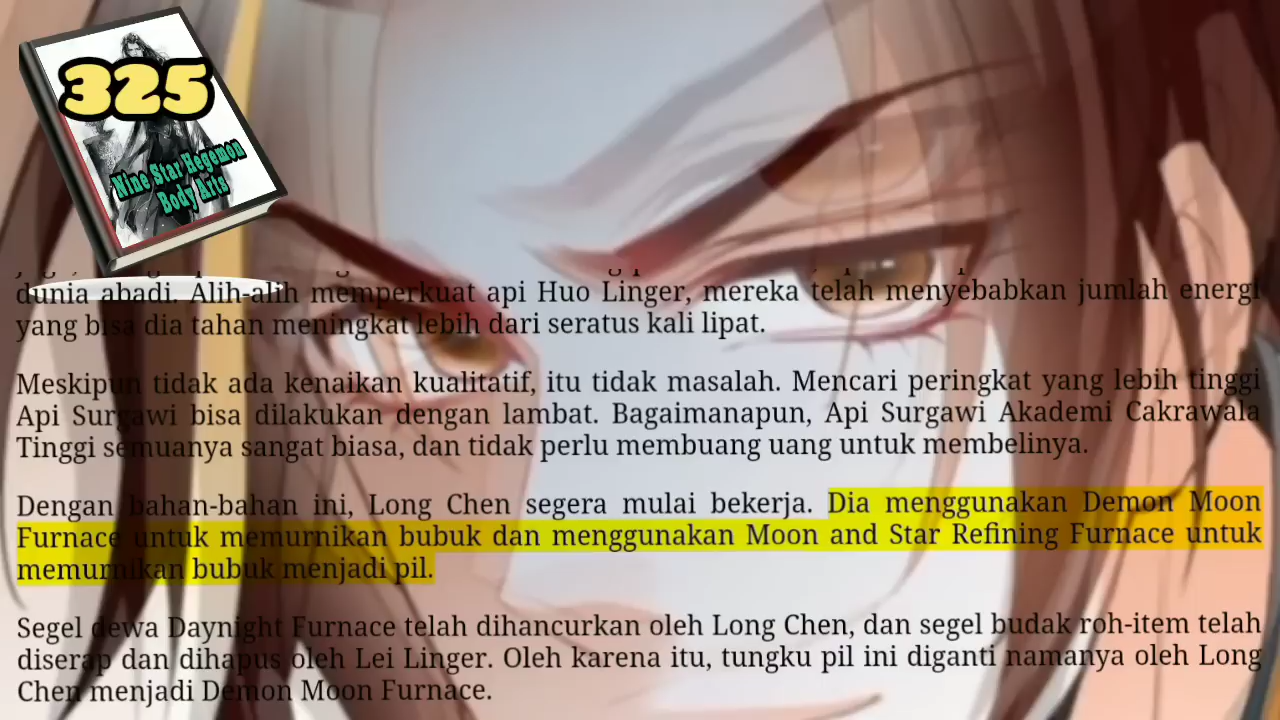 325
Nine Star Hegemon
Body Arts
dunia abadi. Alih-alih memperkuat api Huo Linger, mereka telah menyebabkan jumlah energi
yang bisa dia tahan meningkat lebih dari seratus kali lipat.
Meskipun tidak ada kenaikan kualitatif, itu tidak masalah. Mencari peringkat yang lebih tinggi
Api Surgawi bisa dilakukan dengan lambat. Bagaimanapun, Api Surgawi Akademi Cakrawala
Tinggi semuanya sangat biasa, dan tidak perlu membuang uang untuk membelinya.
Dengan bahan-bahan ini, Long Chen segera mulai bekerja. Dia menggunakan Demon Moon
Furnace untuk memurnikan bubuk dan menggunakan Moon and Star Refining Furnace untuk
memurnikan bubuk menjadi pil.
Segel dewa Daynight Furnace telah dihancurkan oleh Long Chen, dan segel budak roh-item telah
diserap dan dihapus oleh Lei Linger. Oleh karena itu, tungku pil ini diganti namanya oleh Long
Chen menjadi Demon Moon Furnace.